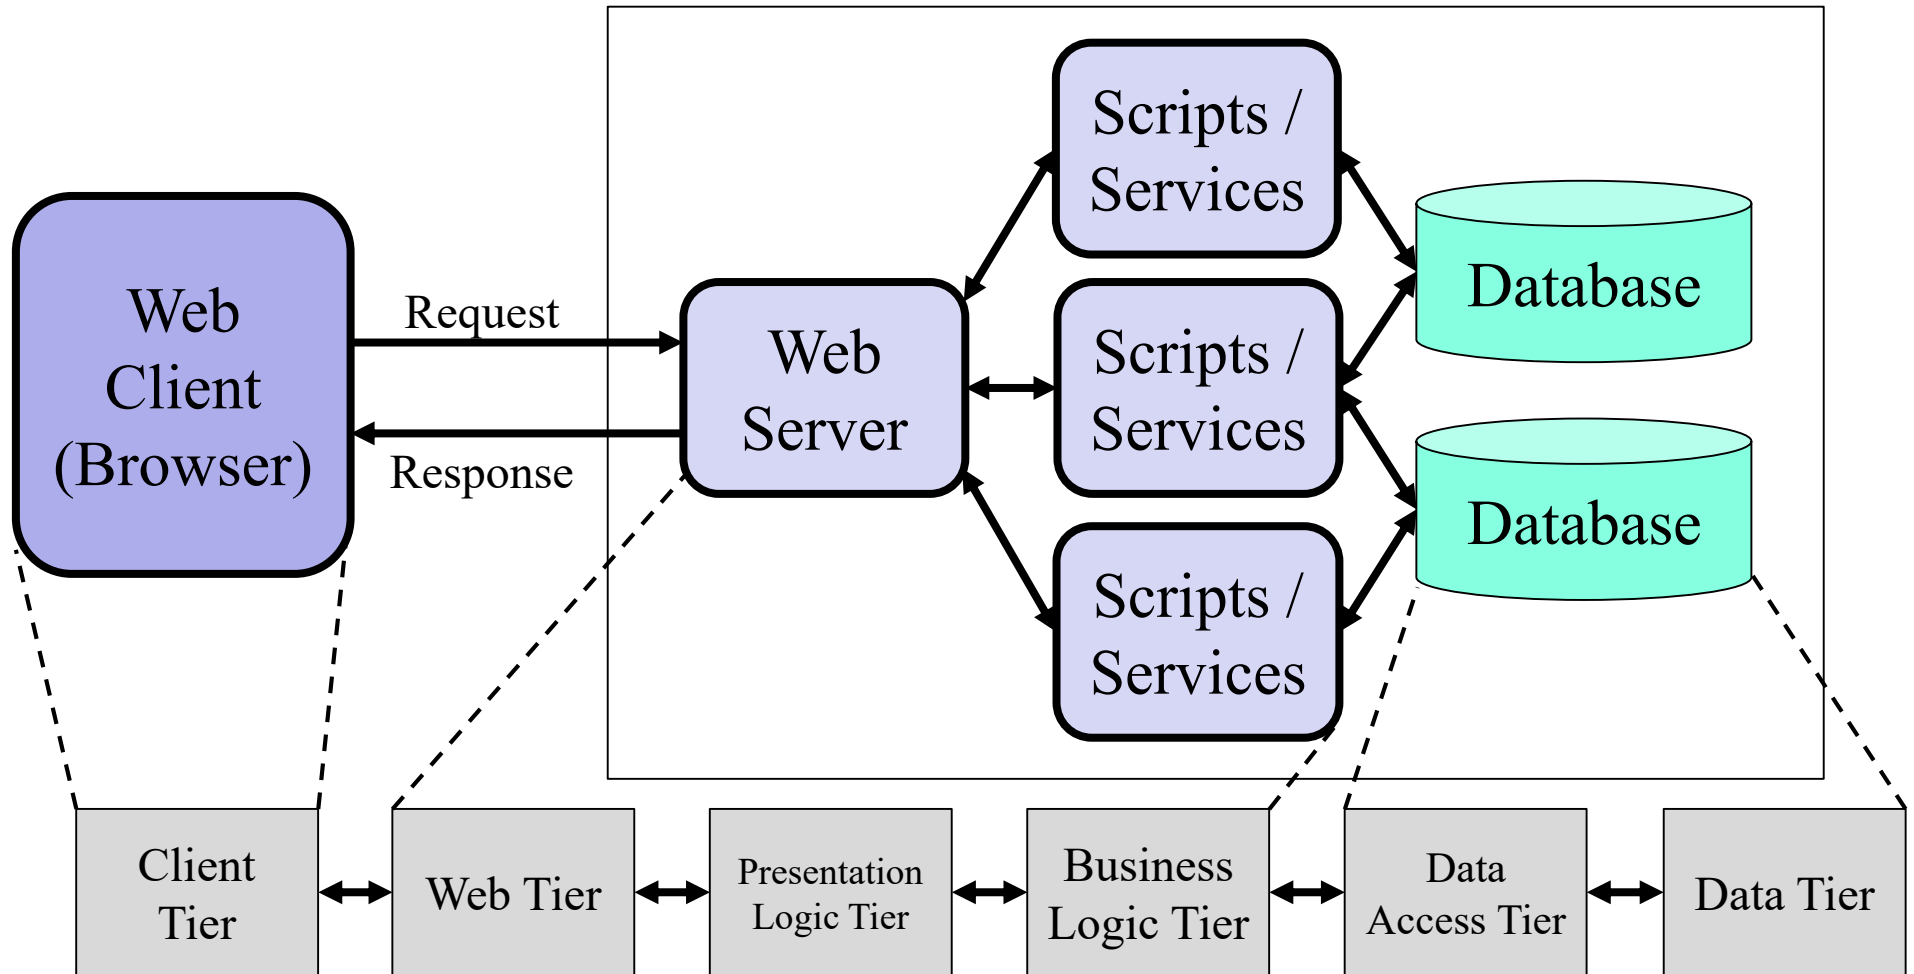 Web
Client
(Browser)
Request
Response
Web
Server
Scripts /
Services
Scripts /
Services
Scripts /
Services
Database
Database
Client
Tier
Web Tier
Presentation
Logic Tier
Business
Logic Tier
Data
Access Tier
Data Tier